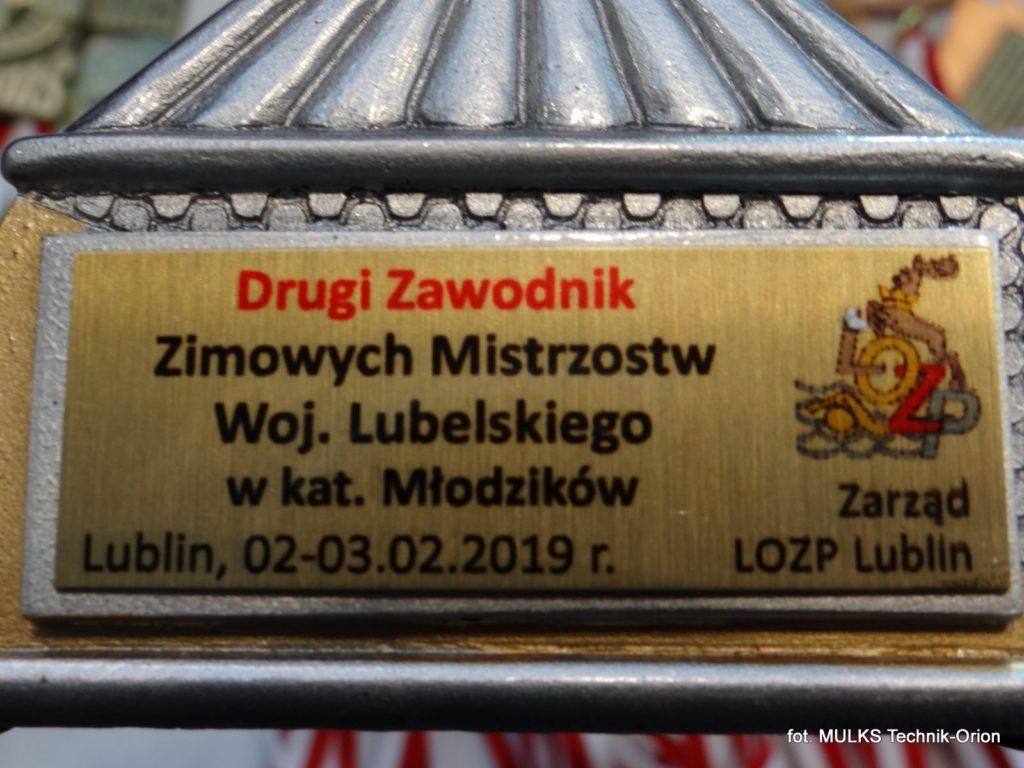 Drugi Zawodnik
Zimowych Mistrzostw
Woj. Lubelskiego
w kat. Młodzików
Lublin, 02-03.02.2019 r.
OZP
Zarząd
LOZP Lublin
fot. MULKS Technik-Orion